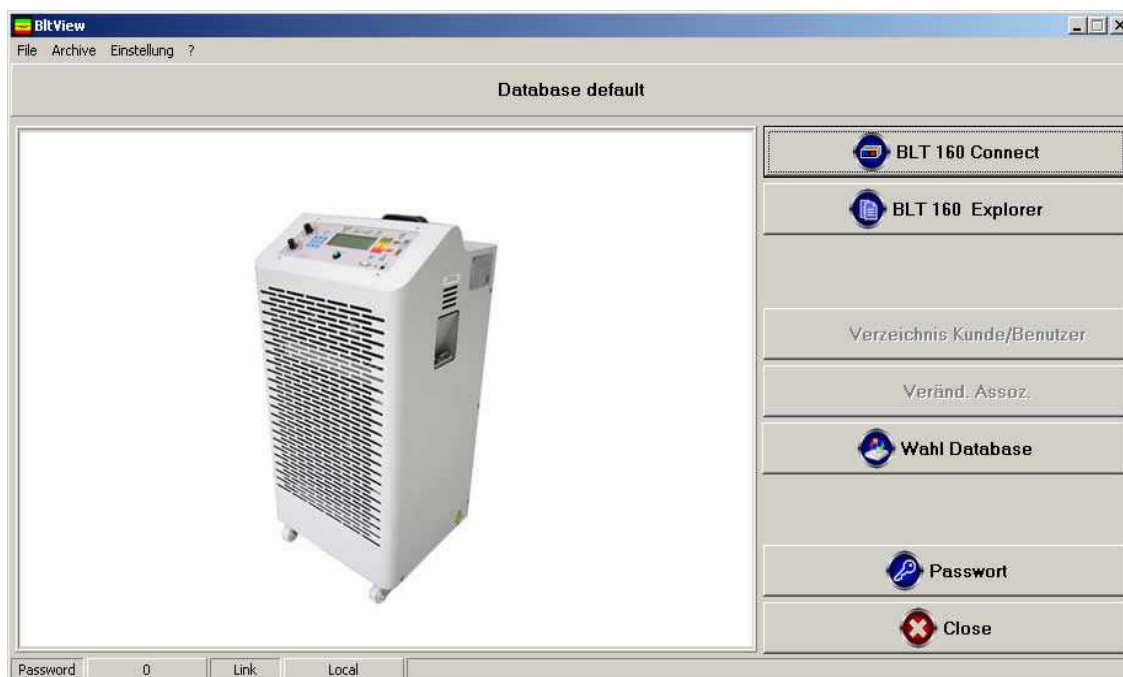 BltView
File Archive Einstellung ?
Database default
BLT 160 Connect
BLT 160 Explorer
Verzeichnis Kunde/Benutzer
Veränd. Assoz.
Wahl Database
Passwort
Close
Password 0 Link Local